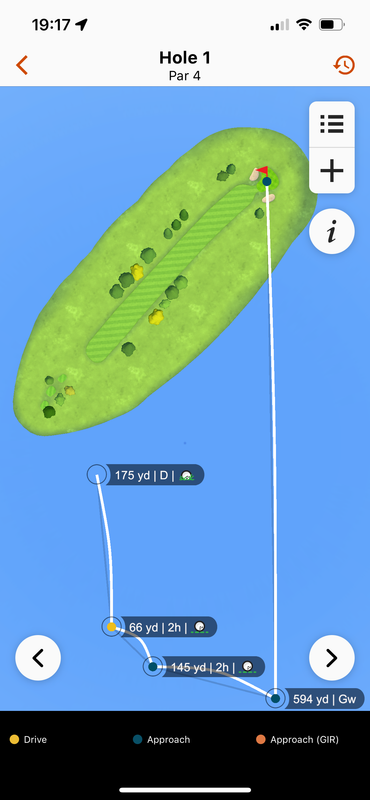 19:17
Hole 1
Par 4
i
175 yd | D |
66 yd | 2h |
145 yd | 2h |
594 yd | Gw
Drive
Approach
Approach (GIR)